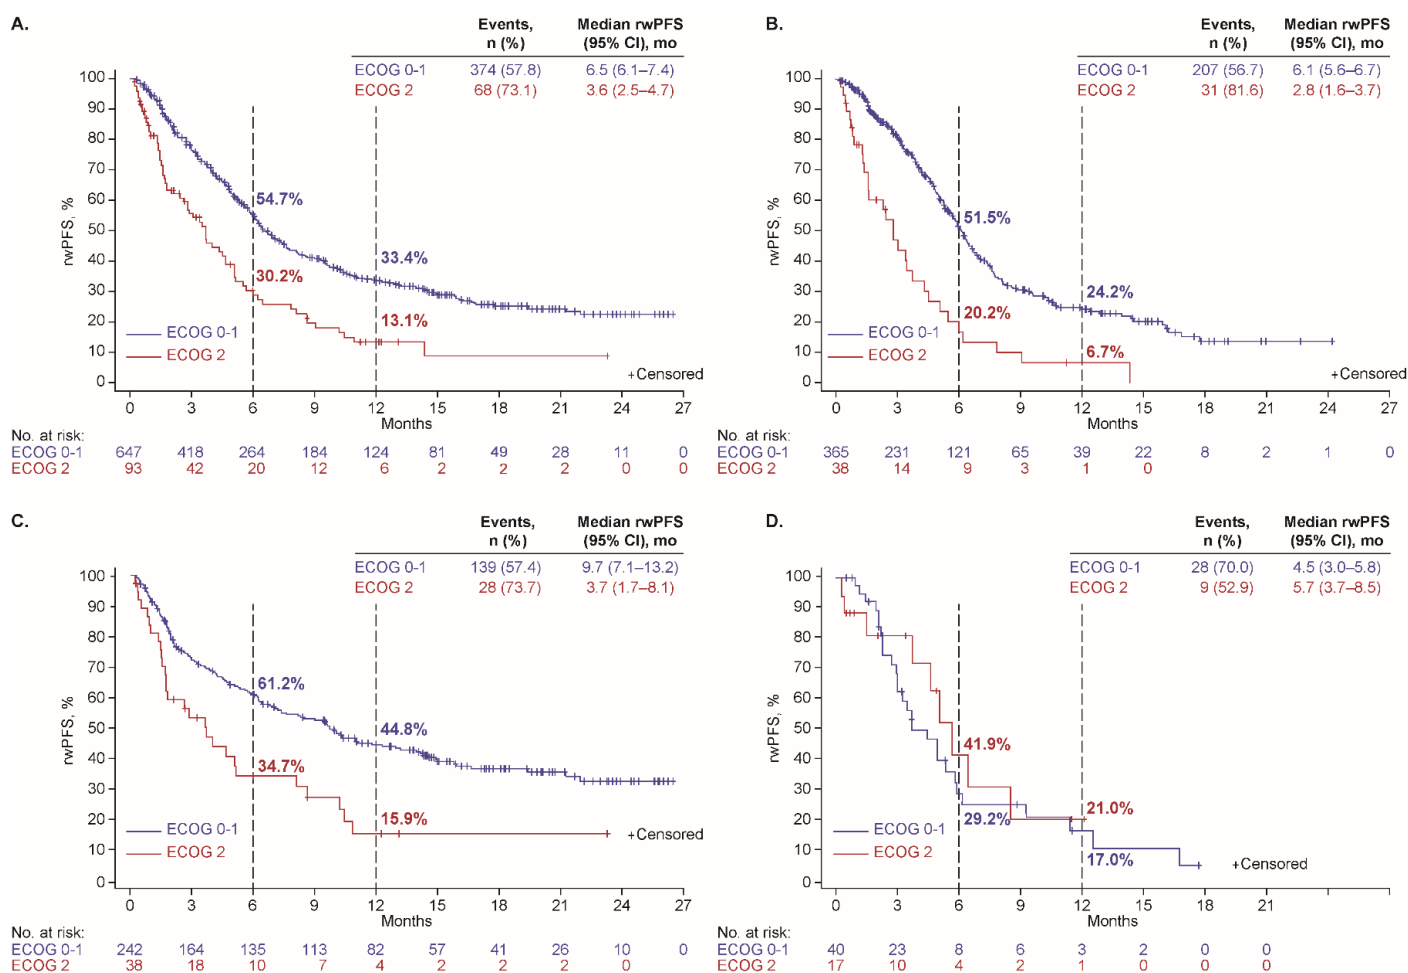 A.
Events, Median rwPFS
n (%) (95% CI), mo
ECOG 0-1 374 (57.8) 6.5 (6.1–7.4)
ECOG 2 68 (73.1) 3.6 (2.5–4.7)
100
90
80
70
60
50
40
30
20
10
0
rwPFS, %
54.7%
33.4%
30.2%
13.1%
ECOG 0-1
ECOG 2
+Censored
0 3 6 9 12 15 18 21 24 27
Months
No. at risk:
ECOG 0-1 647 418 264 184 124 81 49 28 11 0
ECOG 2 93 42 20 12 6 2 2 2 0 0
B.
Events, Median rwPFS
n (%) (95% CI), mo
ECOG 0-1 207 (56.7) 6.1 (5.6–6.7)
ECOG 2 31 (81.6) 2.8 (1.6–3.7)
100
90
80
70
60
50
40
30
20
10
0
rwPFS, %
51.5%
24.2%
20.2%
6.7%
ECOG 0-1
ECOG 2
+Censored
0 3 6 9 12 15 18 21 24 27
Months
No. at risk:
ECOG 0-1 365 231 121 65 39 22 8 2 1 0
ECOG 2 38 14 9 3 1 0
C.
Events, Median rwPFS
n (%) (95% CI), mo
ECOG 0-1 139 (57.4) 9.7 (7.1–13.2)
ECOG 2 28 (73.7) 3.7 (1.7–8.1)
100
90
80
70
60
50
40
30
20
10
0
rwPFS, %
61.2%
44.8%
34.7%
15.9%
ECOG 0-1
ECOG 2
+Censored
0 3 6 9 12 15 18 21 24 27
Months
No. at risk:
ECOG 0-1 242 164 135 113 82 57 41 26 10 0
ECOG 2 38 18 10 7 4 2 2 2 0
D.
Events, Median rwPFS
n (%) (95% CI), mo
ECOG 0-1 28 (70.0) 4.5 (3.0–5.8)
ECOG 2 9 (52.9) 5.7 (3.7–8.5)
100
90
80
70
60
50
40
30
20
10
0
rwPFS, %
41.9%
21.0%
29.2%
17.0%
ECOG 0-1
ECOG 2
+Censored
0 3 6 9 12 15 18 21
Months
No. at risk:
ECOG 0-1 40 23 8 6 3 2 0 0
ECOG 2 17 10 4 2 1 0 0 0